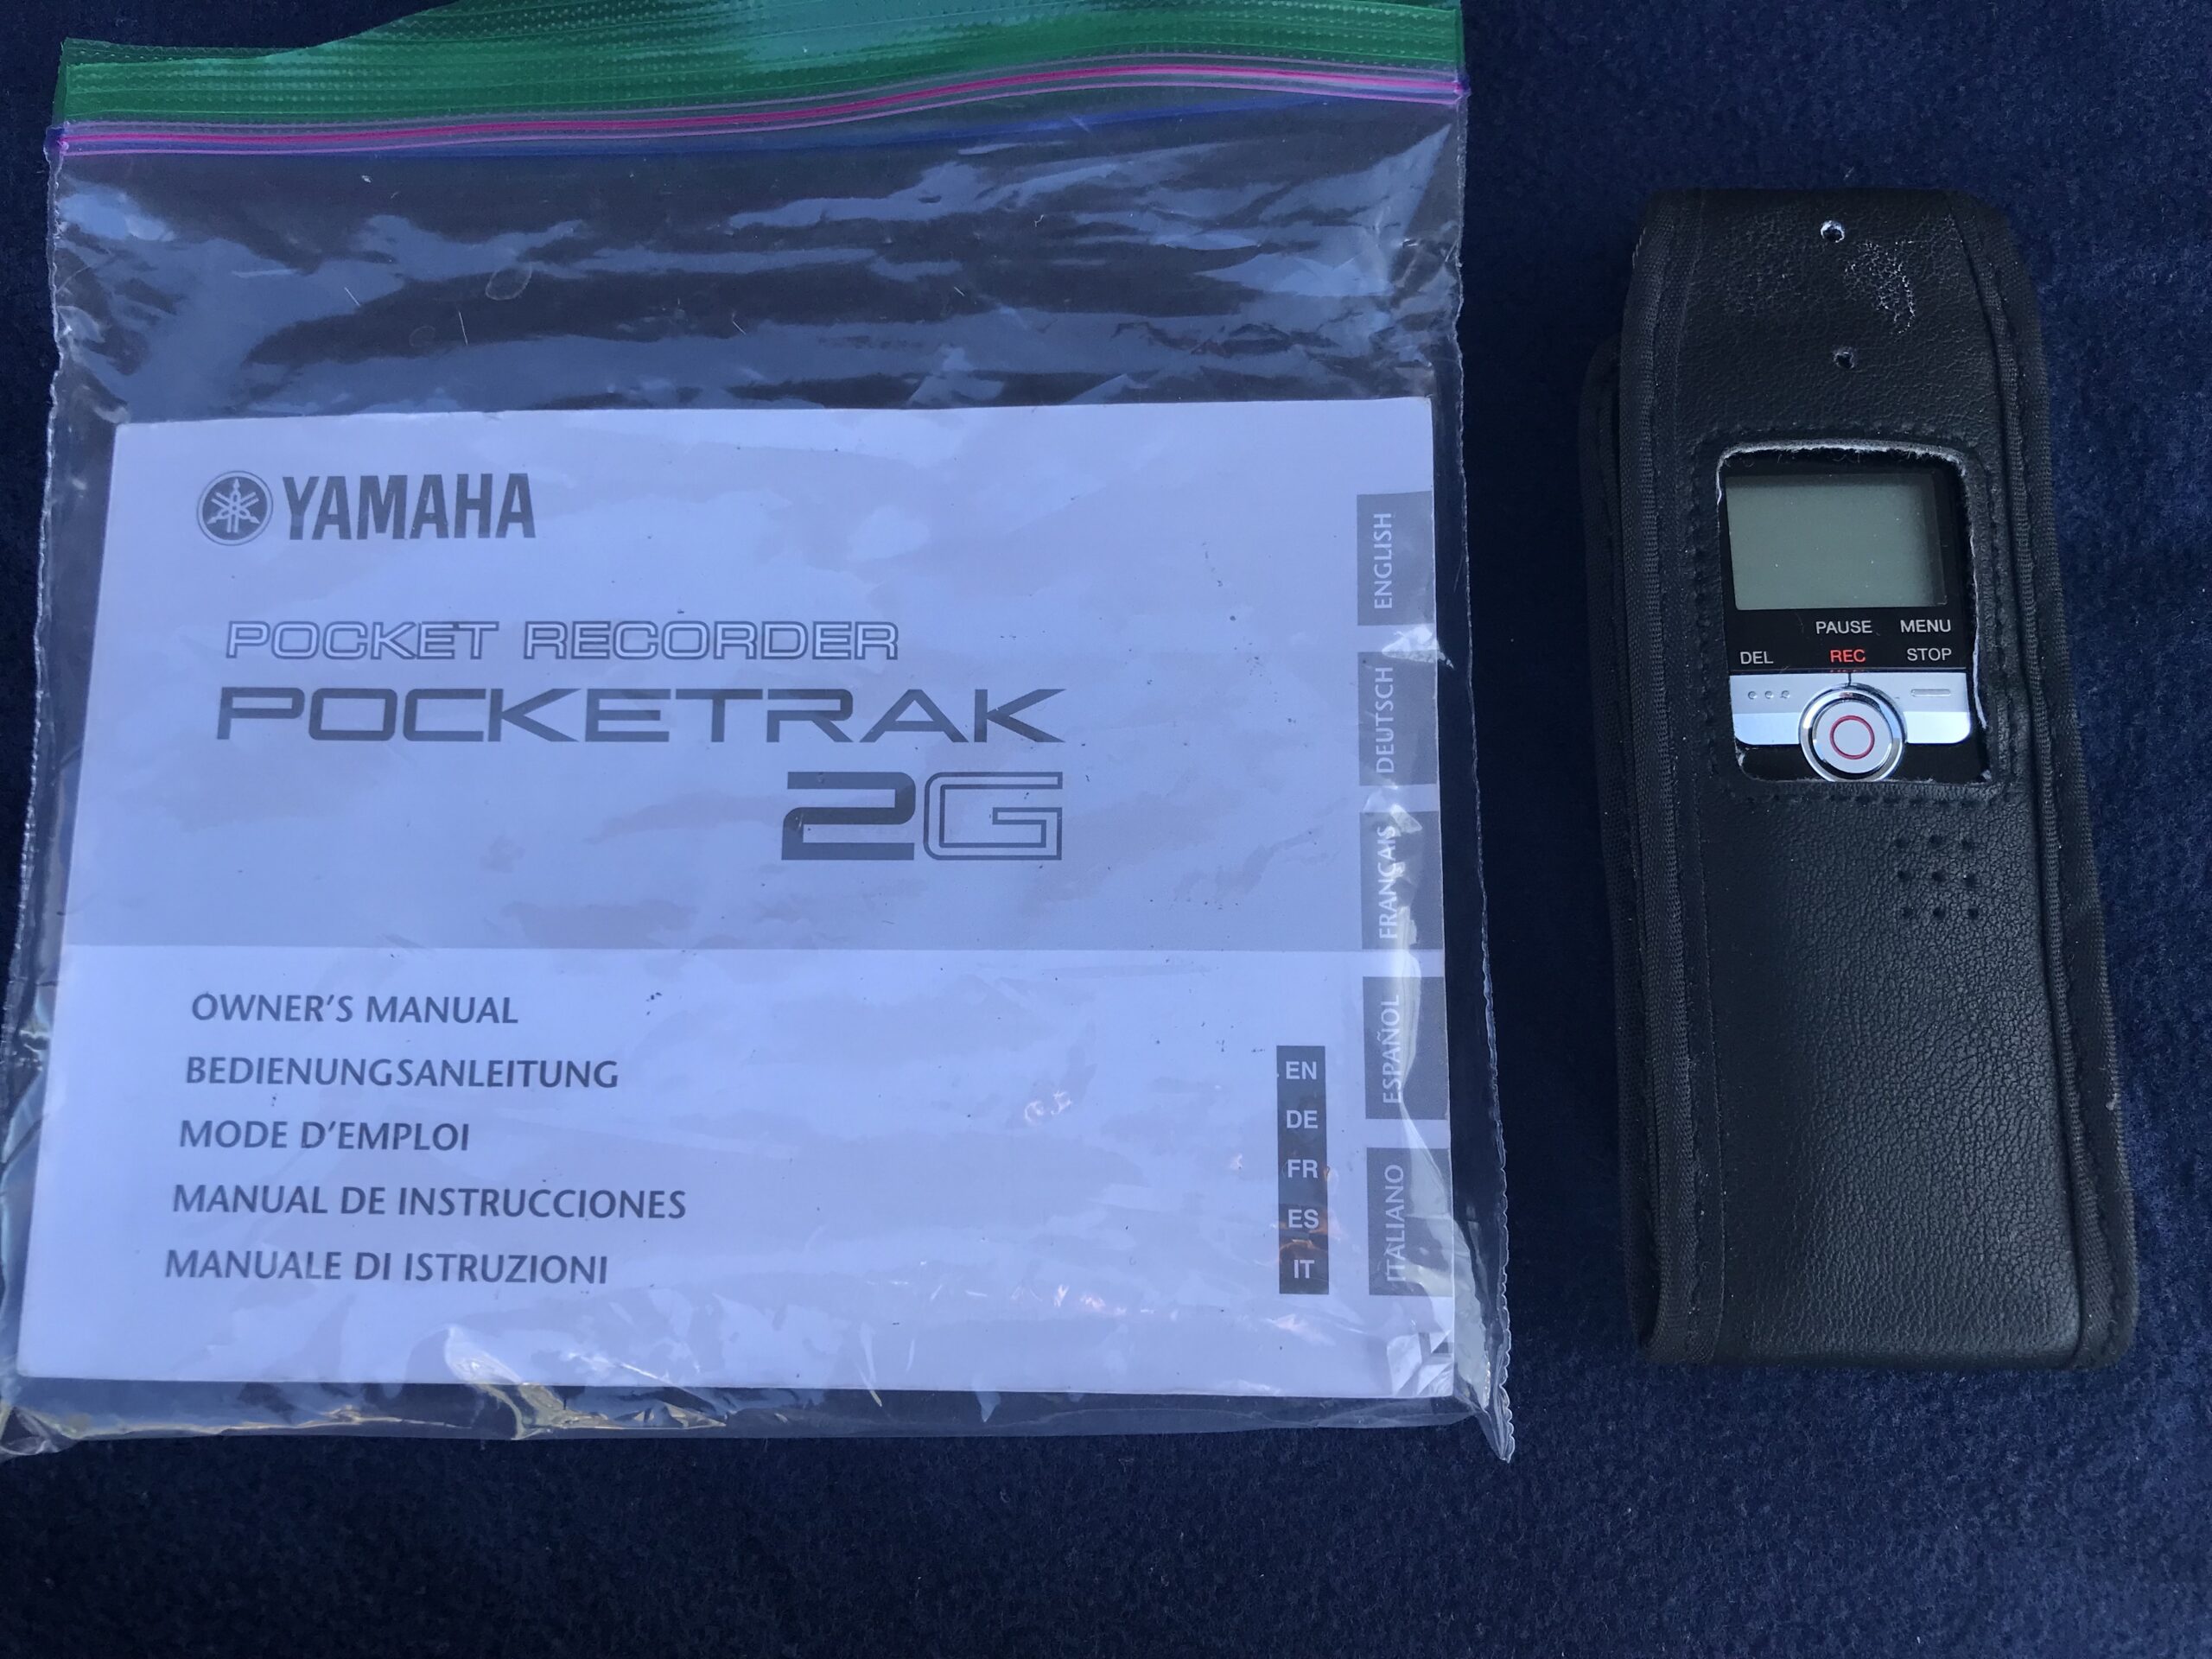 YAMAHA
POCKET RECORDER
POCKETRAK
2G
OWNER'S MANUAL
BEDIENUNGSANLEITUNG
MODE D'EMPLOI
MANUAL DE INSTRUCCIONES
MANUALE DI ISTRUZIONI
EN
DE
FR
ES
IT
ENGLISH
DEUTSCH
FRANÇAIS
ESPAÑOL
ITALIANO
PAUSE MENU
DEL REC STOP